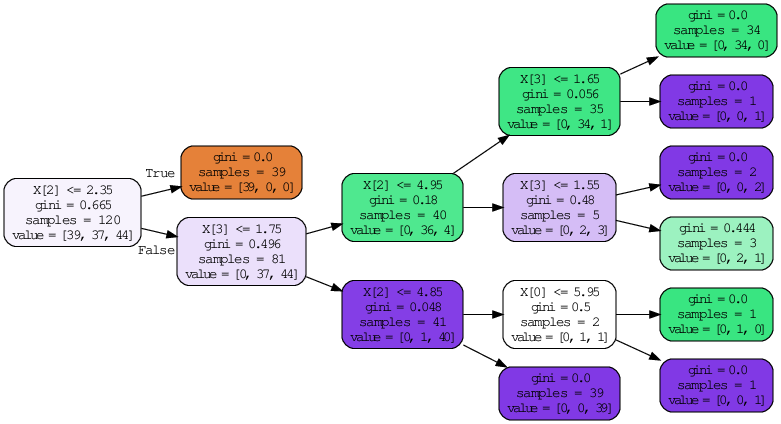 X[2] <= 2.35
gini = 0.665
samples = 120
value = [39, 37, 44]
True
False
gini = 0.0
samples = 39
value = [39, 0, 0]
X[3] <= 1.75
gini = 0.496
samples = 81
value = [0, 37, 44]
X[2] <= 4.95
gini = 0.18
samples = 40
value = [0, 36, 4]
X[2] <= 4.85
gini = 0.048
samples = 41
value = [0, 1, 40]
X[3] <= 1.65
gini = 0.056
samples = 35
value = [0, 34, 1]
X[3] <= 1.55
gini = 0.48
samples = 5
value = [0, 2, 3]
X[0] <= 5.95
gini = 0.5
samples = 2
value = [0, 1, 1]
gini = 0.0
samples = 39
value = [0, 0, 39]
gini = 0.0
samples = 34
value = [0, 34, 0]
gini = 0.0
samples = 1
value = [0, 0, 1]
gini = 0.0
samples = 2
value = [0, 0, 2]
gini = 0.444
samples = 3
value = [0, 2, 1]
gini = 0.0
samples = 1
value = [0, 1, 0]
gini = 0.0
samples = 1
value = [0, 0, 1]